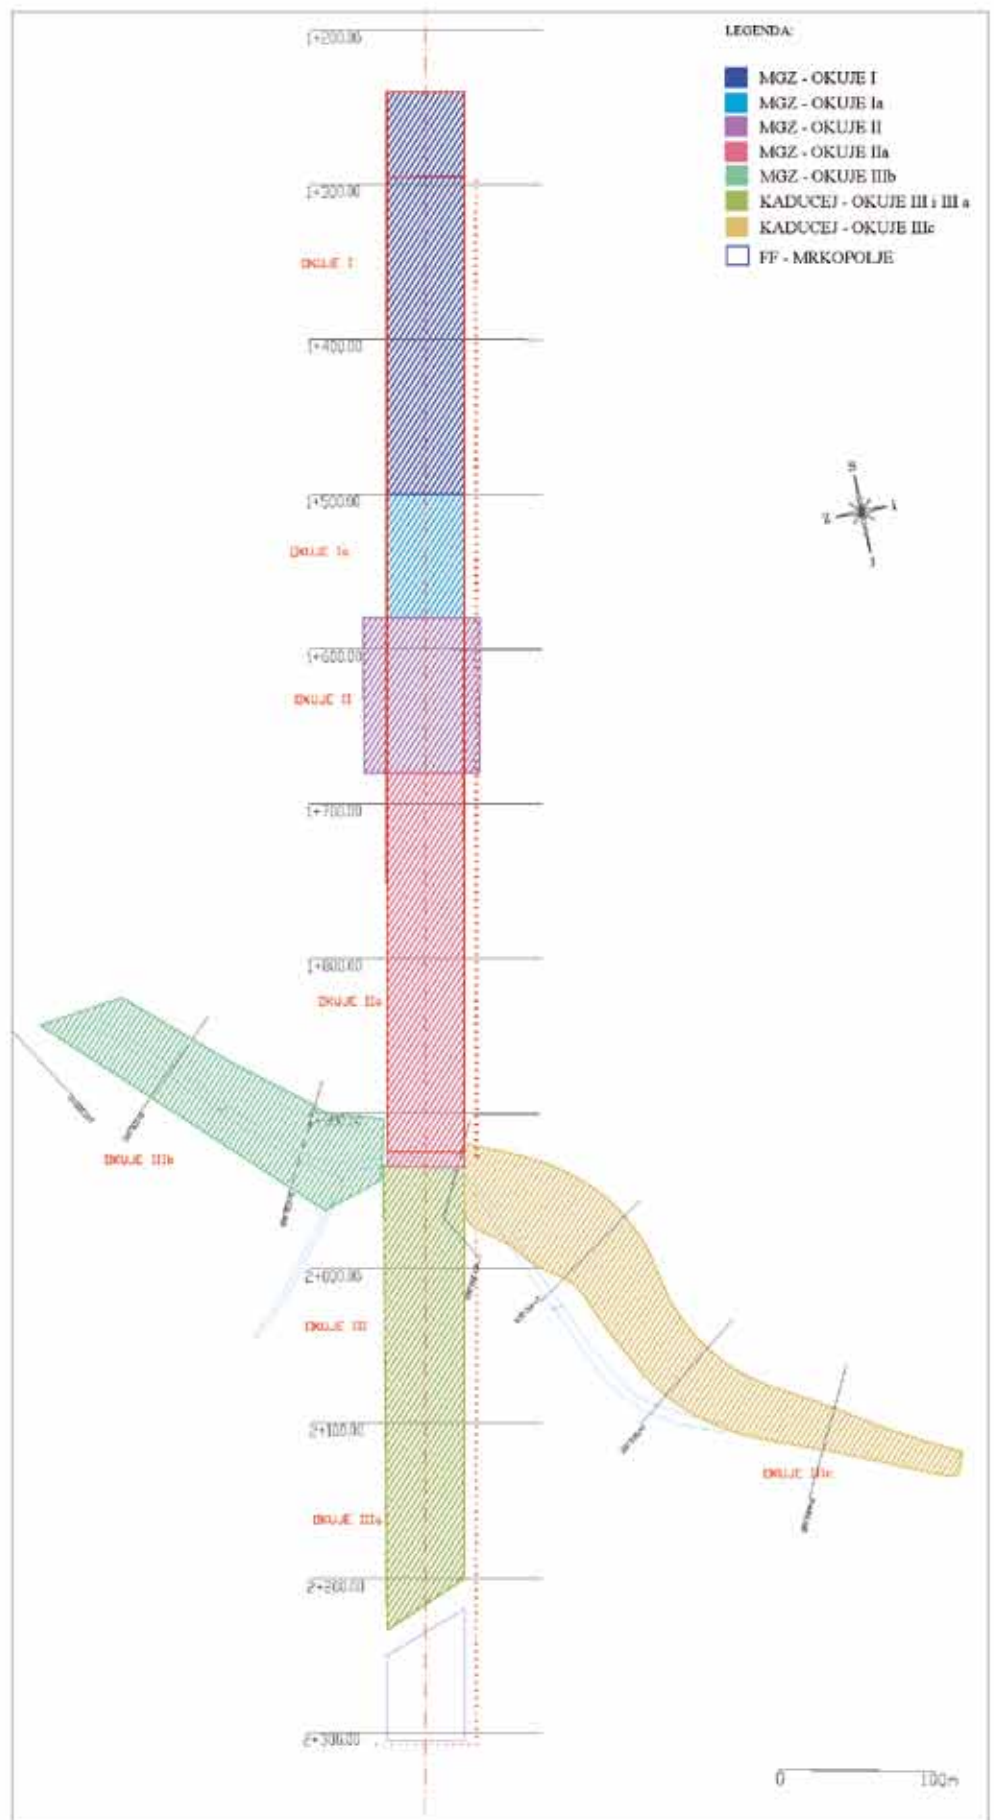 LEGENDA:
MGZ - OKUJE I
MGZ - OKUJE Ia
MGZ - OKUJE II
MGZ - OKUJE IIa
MGZ - OKUJE IIIb
KADUCEJ - OKUJE III i III a
KADUCEJ - OKUJE IIIc
FF - MRKOPOLJE
1+200.00
1+300.00
OKUJE I
1+400.00
1+500.00
OKUJE Ia
1+600.00
OKUJE II
1+700.00
1+800.00
OKUJE IIa
OKUJE IIIb
2+000.00
OKUJE III
2+100.00
OKUJE IIIc
OKUJE IIIa
2+200.00
2+300.00
S
Z
I
J
0
100m